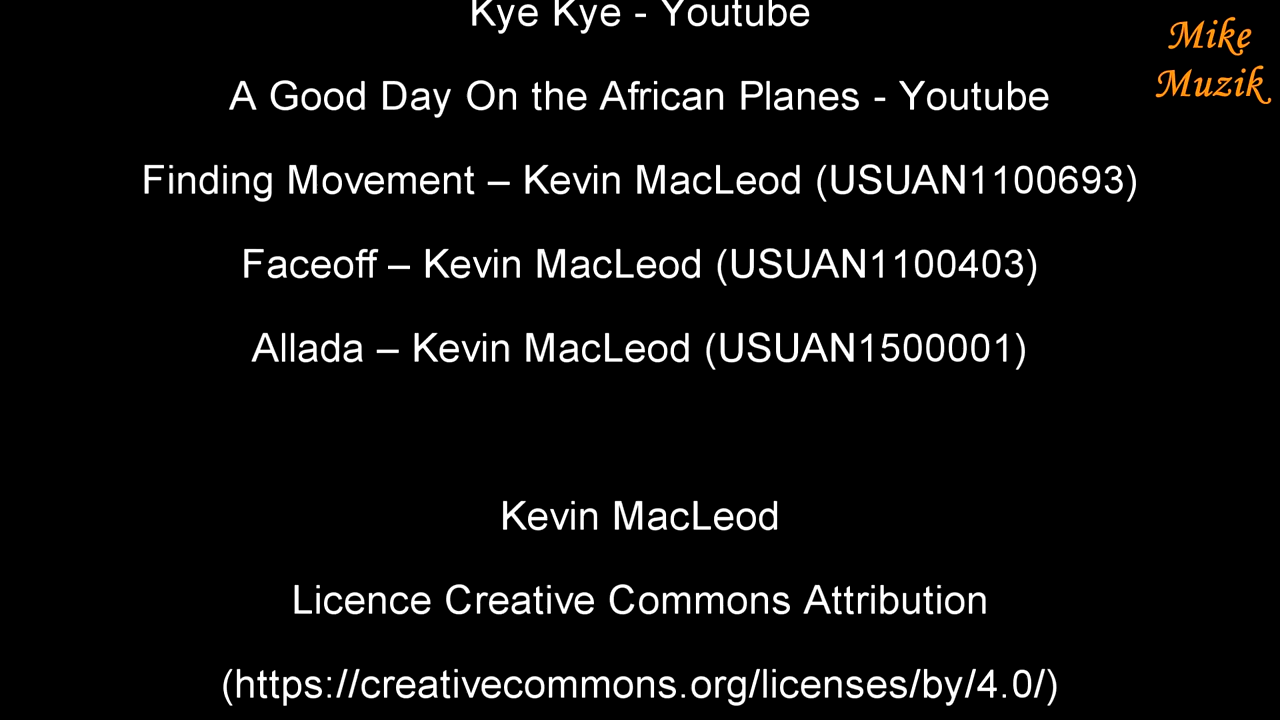 Kye Kye - Youtube
Mike
Muzik
A Good Day On the African Planes - Youtube
Finding Movement – Kevin MacLeod (USUAN1100693)
Faceoff – Kevin MacLeod (USUAN1100403)
Allada – Kevin MacLeod (USUAN1500001)
Kevin MacLeod
Licence Creative Commons Attribution
(https://creativecommons.org/licenses/by/4.0/)